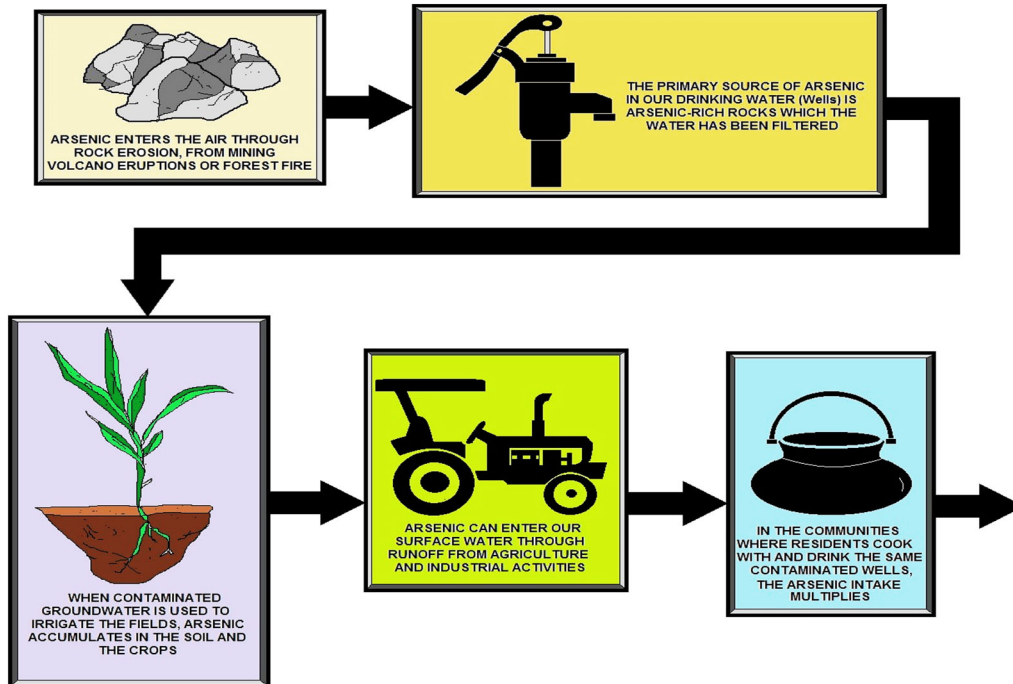 ARSENIC ENTERS THE AIR THROUGH
ROCK EROSION, FROM MINING
VOLCANO ERUPTIONS OR FOREST FIRE
THE PRIMARY SOURCE OF ARSENIC
IN OUR DRINKING WATER (Wells) IS
ARSENIC-RICH ROCKS WHICH THE
WATER HAS BEEN FILTERED
WHEN CONTAMINATED
GROUNDWATER IS USED TO
IRRIGATE THE FIELDS, ARSENIC
ACCUMULATES IN THE SOIL AND
THE CROPS
ARSENIC CAN ENTER OUR
SURFACE WATER THROUGH
RUNOFF FROM AGRICULTURE
AND INDUSTRIAL ACTIVITIES
IN THE COMMUNITIES
WHERE RESIDENTS COOK
WITH AND DRINK THE SAME
CONTAMINATED WELLS,
THE ARSENIC INTAKE
MULTIPLIES